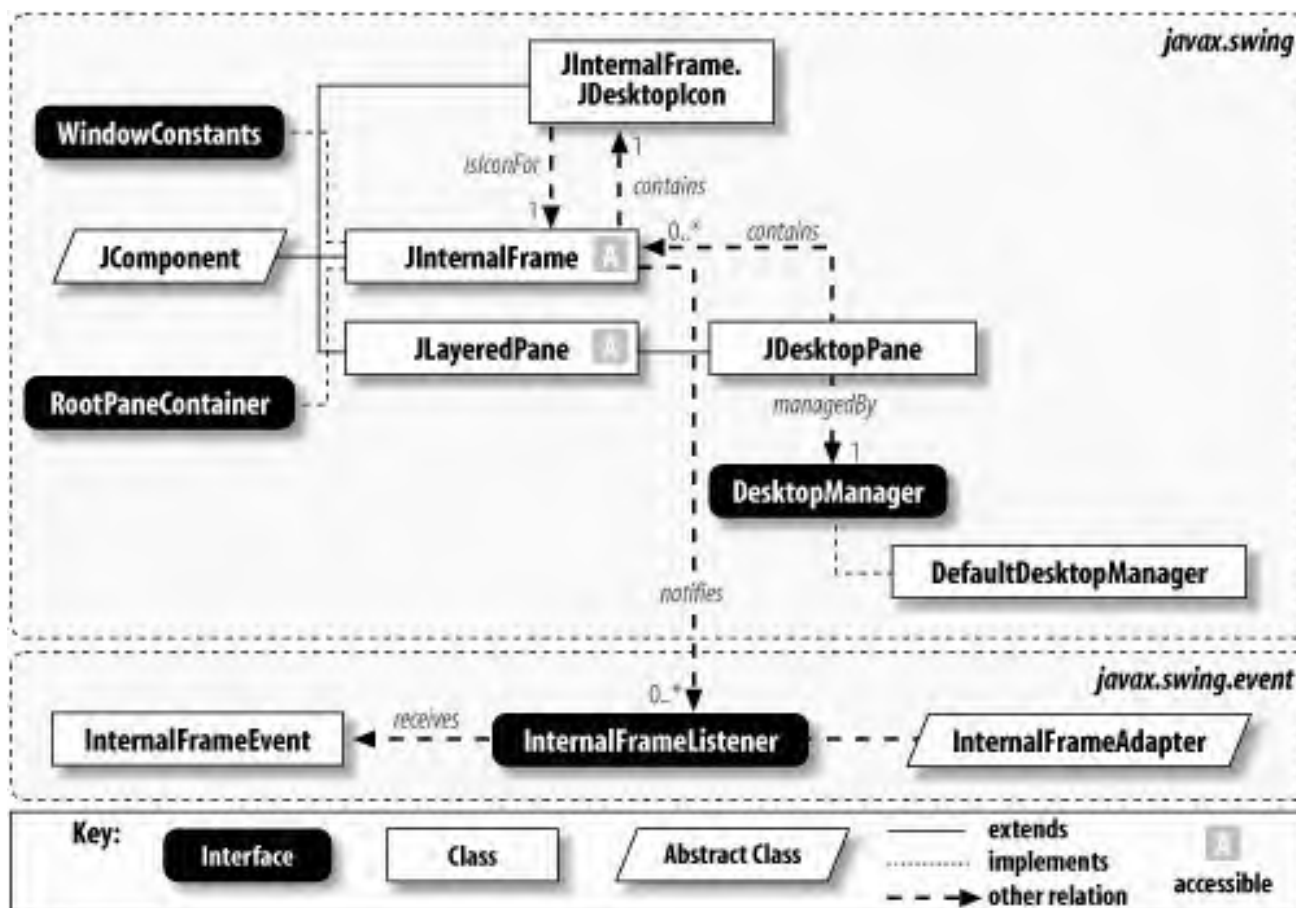 javax.swing
JInternalFrame.
JDesktopIcon
WindowConstants
1
isIconFor
contains
1
0..*
contains
JComponent
JInternalFrame
A
JLayeredPane
A
JDesktopPane
RootPaneContainer
managedBy
1
DesktopManager
DefaultDesktopManager
notifies
javax.swing.event
0..*
receives
InternalFrameEvent
InternalFrameListener
InternalFrameAdapter
Key:
Interface
Class
Abstract Class
extends
implements
other relation
A
accessible